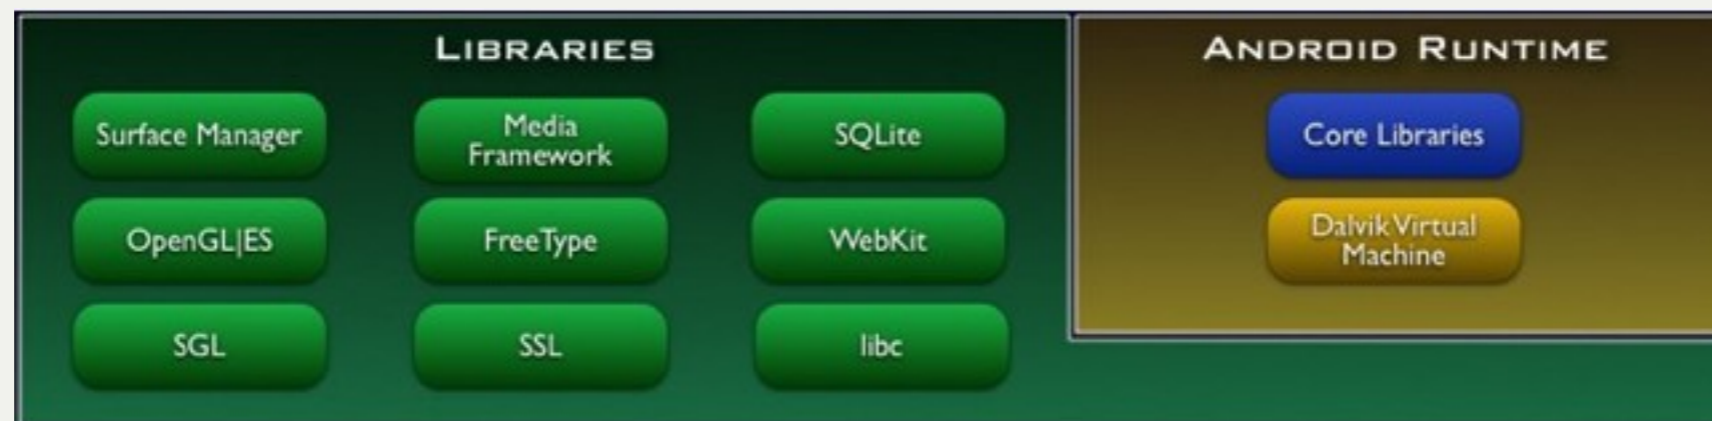 LIBRARIES
ANDROID RUNTIME
Surface Manager
Media
Framework
SQLite
Core Libraries
OpenGL|ES
FreeType
WebKit
Dalvik Virtual
Machine
SGL
SSL
libc